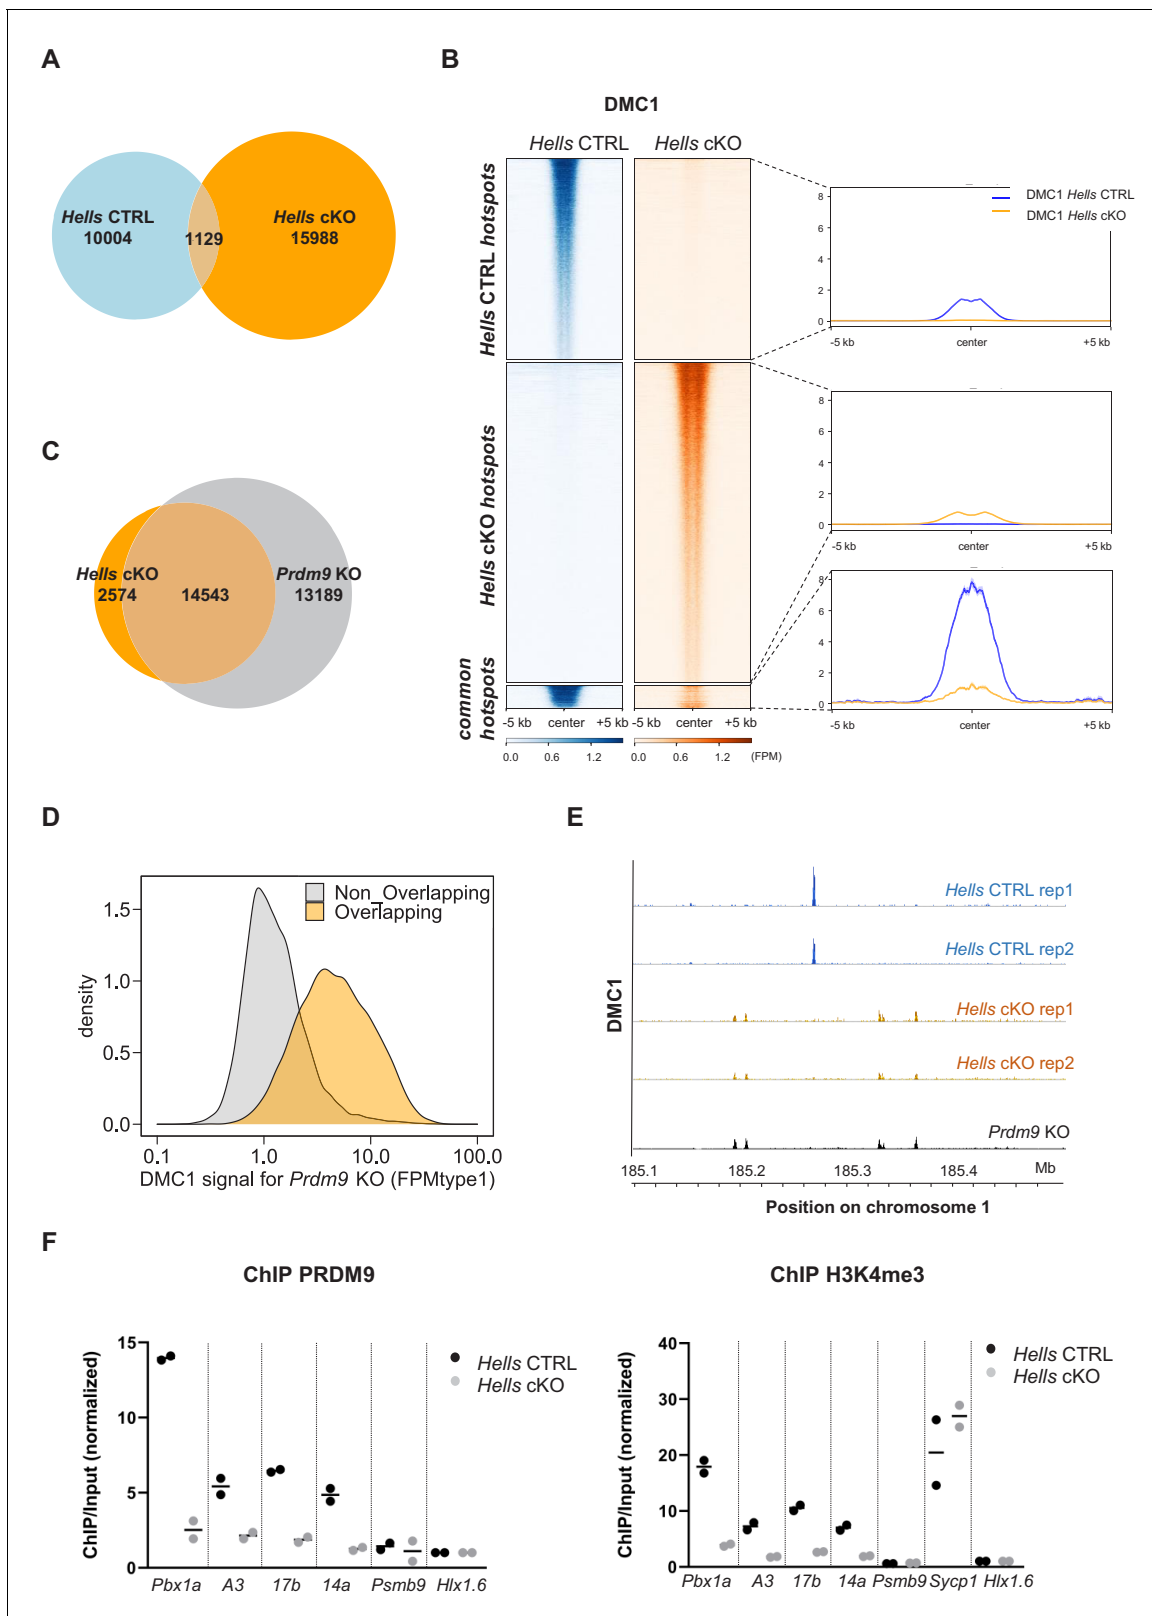 A
Hells CTRL
10004
1129
Hells cKO
15988
B
DMC1
Hells CTRL
Hells cKO
Hells CTRL hotspots
Hells cKO hotspots
common
hotspots
-5 kb center +5 kb
-5 kb center +5 kb
0.0 0.6 1.2
0.0 0.6 1.2 (FPM)
DMC1 Hells CTRL
DMC1 Hells cKO
8
6
4
2
0
-5 kb center +5 kb
8
6
4
2
0
-5 kb center +5 kb
8
6
4
2
0
-5 kb center +5 kb
C
Hells cKO
2574
14543
Prdm9 KO
13189
D
Non_Overlapping
Overlapping
density
1.5
1.0
0.5
0.0
0.1 1.0 10.0 100.0
DMC1 signal for Prdm9 KO (FPMtype1)
E
DMC1
Hells CTRL rep1
Hells CTRL rep2
Hells cKO rep1
Hells cKO rep2
Prdm9 KO
185.1 185.2 185.3 185.4 Mb
Position on chromosome 1
F
ChIP PRDM9
ChIP/Input (normalized)
15
10
5
0
Hells CTRL
Hells cKO
Pbx1a A3 17b 14a Psmb9 Hlx1.6
ChIP H3K4me3
ChIP/Input (normalized)
40
30
20
10
0
Hells CTRL
Hells cKO
Pbx1a A3 17b 14a Psmb9 Sycp1 Hlx1.6